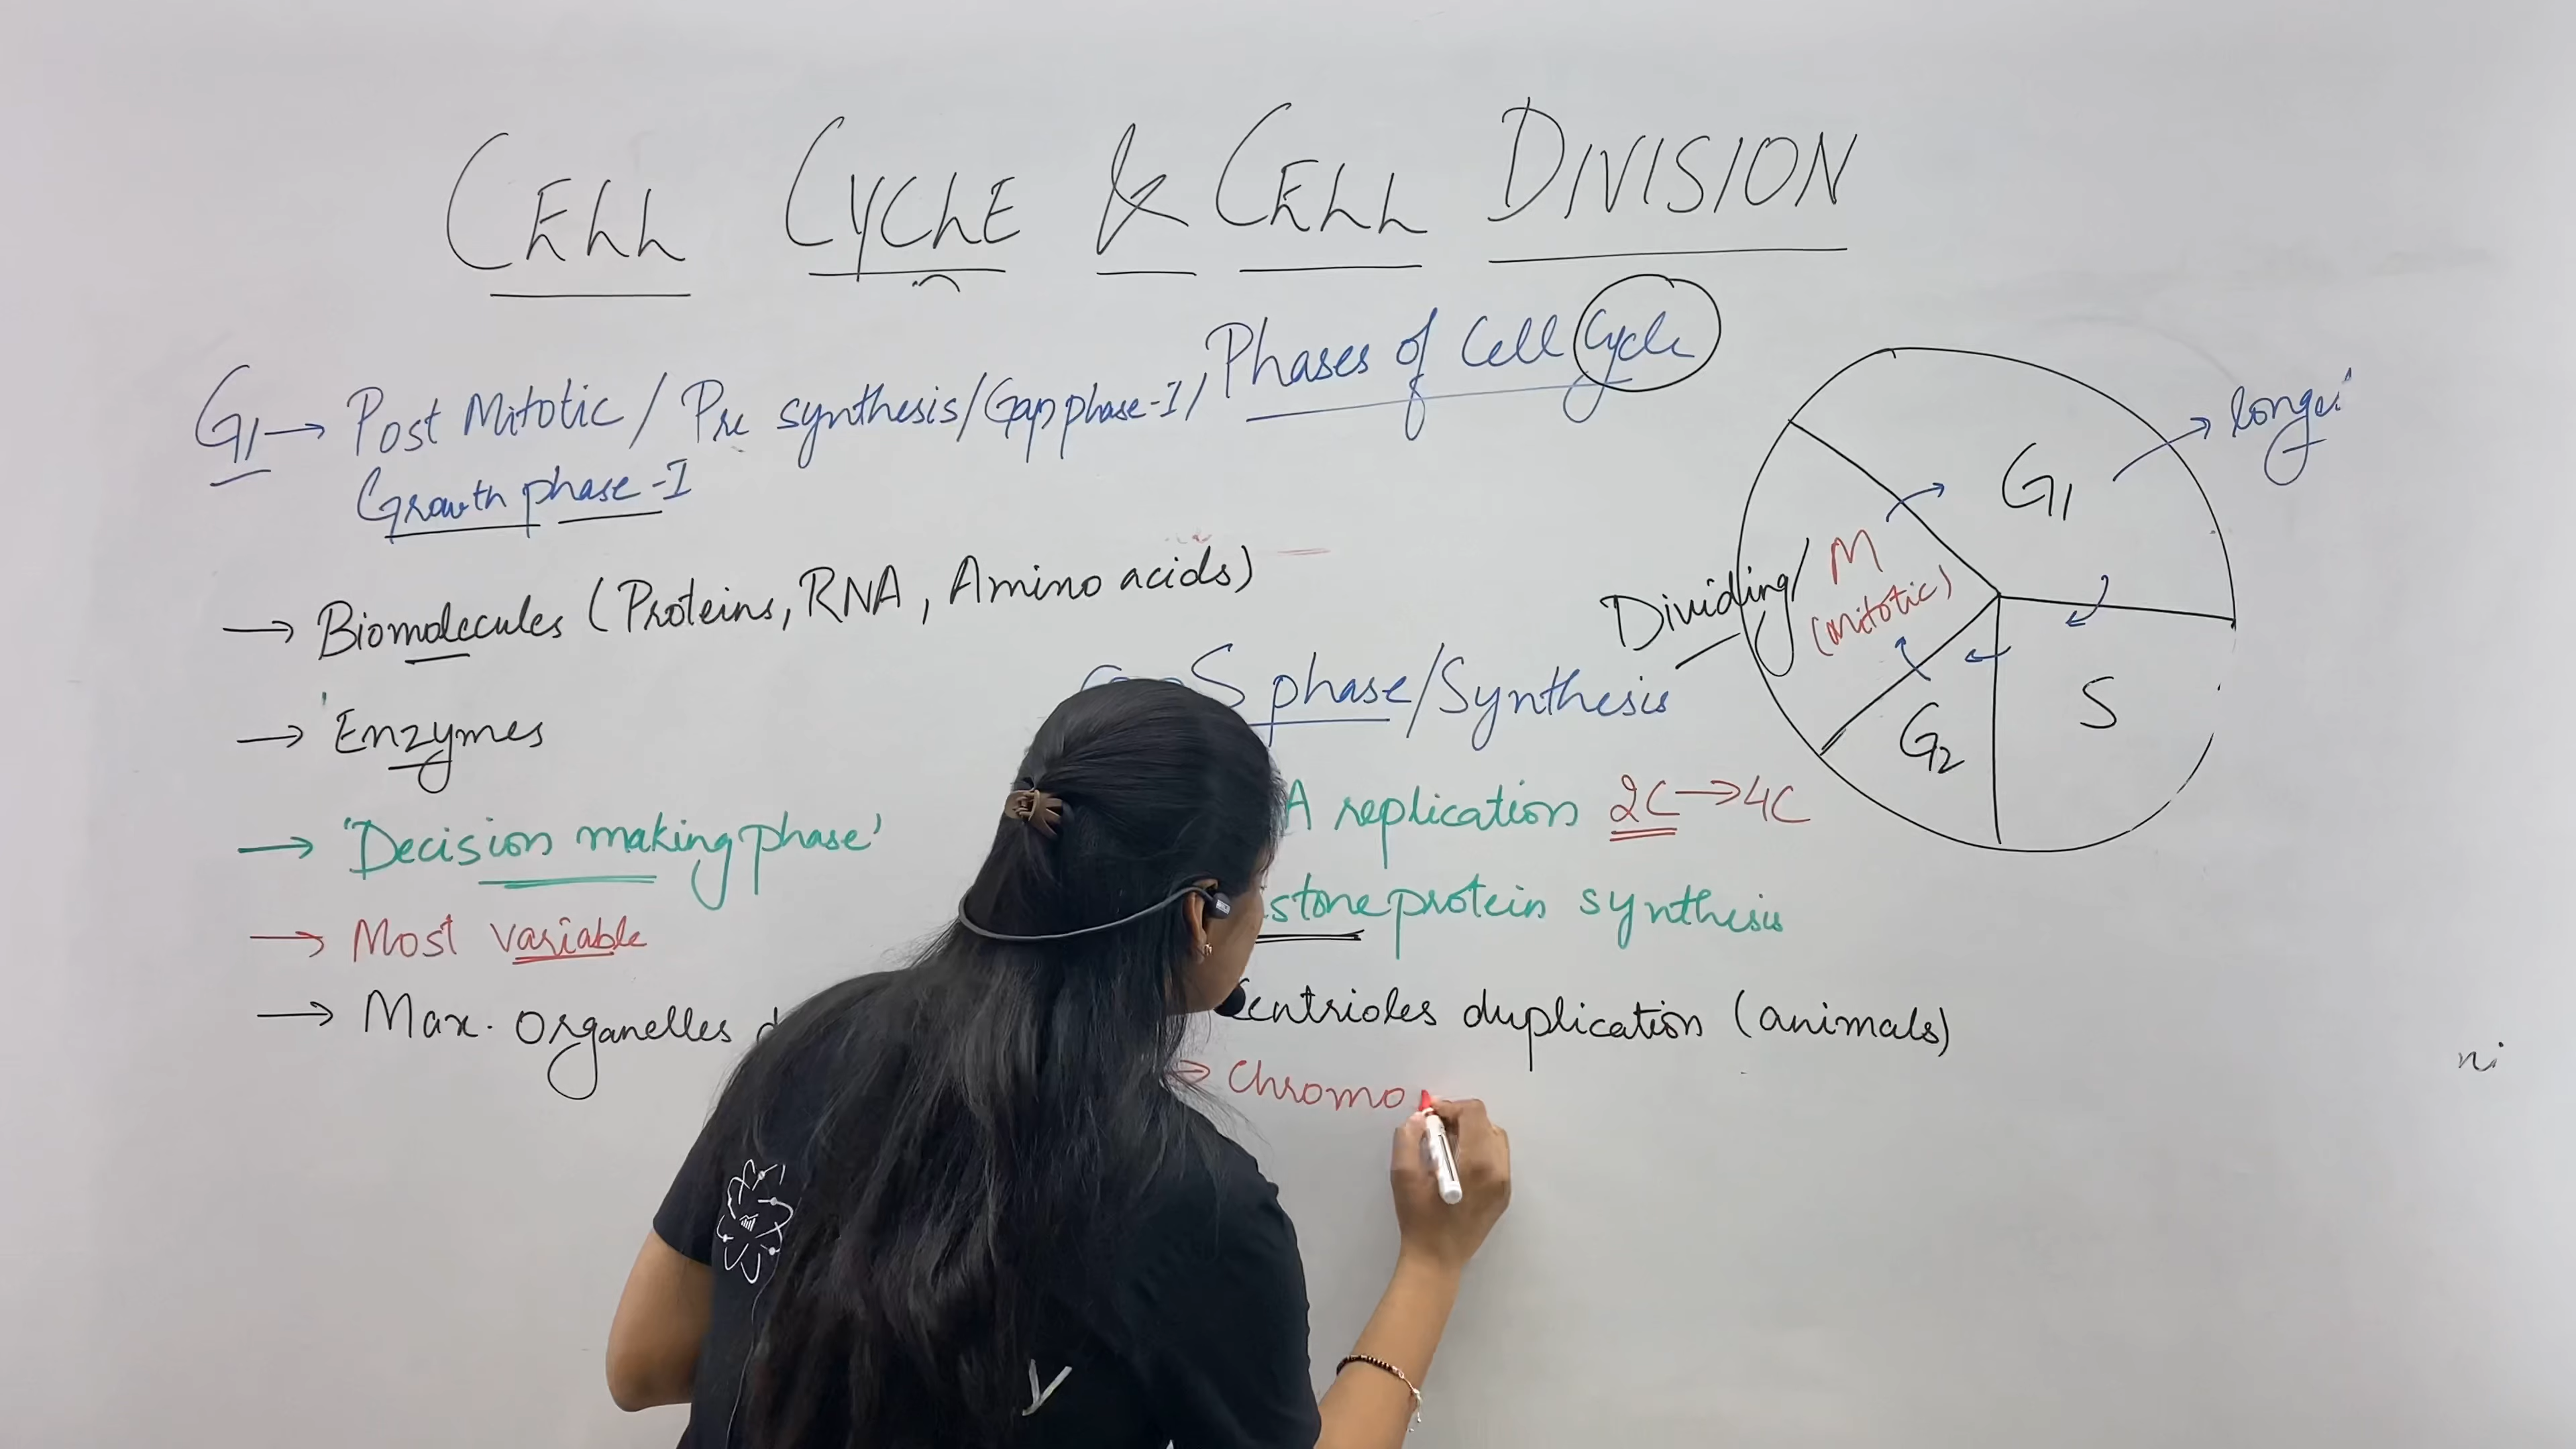 CELL CYCLE & CELL DIVISION
Phases of Cell Cycle
G1 → Post Mitotic / Pre synthesis / Gap phase-I /
Growth phase-I
→ Biomolecules (Proteins, RNA, Amino acids)
→ Enzymes
→ 'Decision making phase'
→ Most variable
→ Max. organelles d
S phase/Synthesis
A replication 2C → 4C
stone protein synthesis
entrioles duplication (animals)
→ Chromo
G1
S
G2
M
(mitotic)
Dividing/